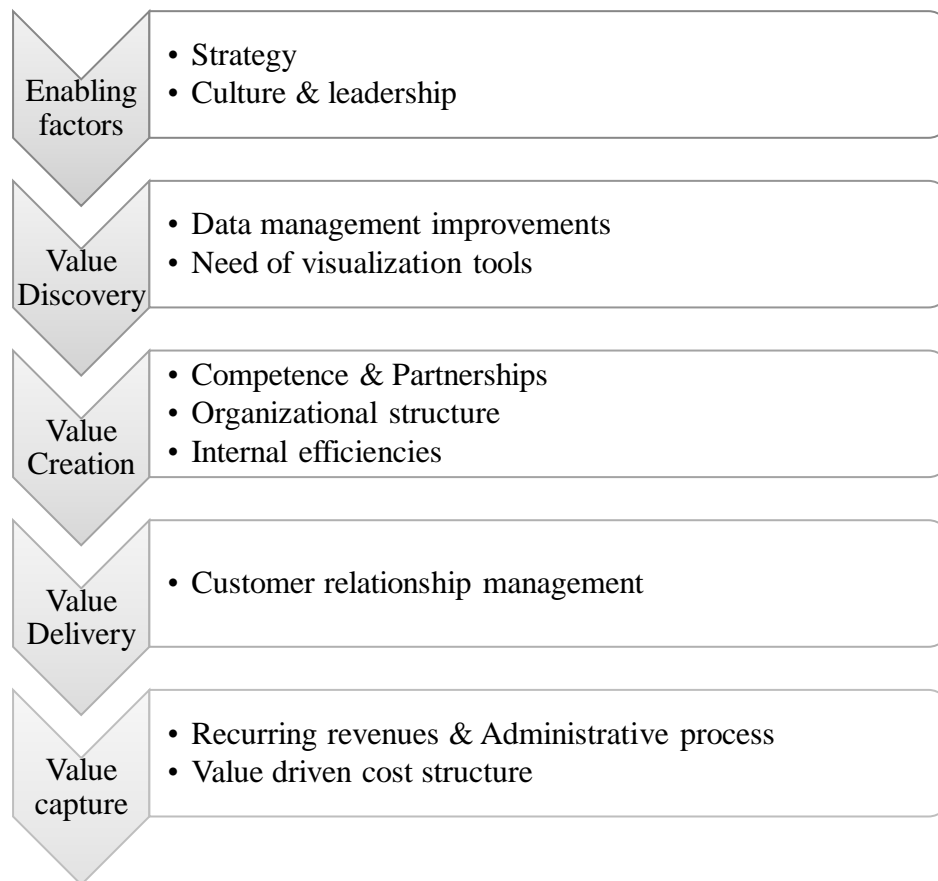 Enabling
factors
• Strategy
• Culture & leadership
Value
Discovery
• Data management improvements
• Need of visualization tools
Value
Creation
• Competence & Partnerships
• Organizational structure
• Internal efficiencies
Value
Delivery
• Customer relationship management
Value
capture
• Recurring revenues & Administrative process
• Value driven cost structure